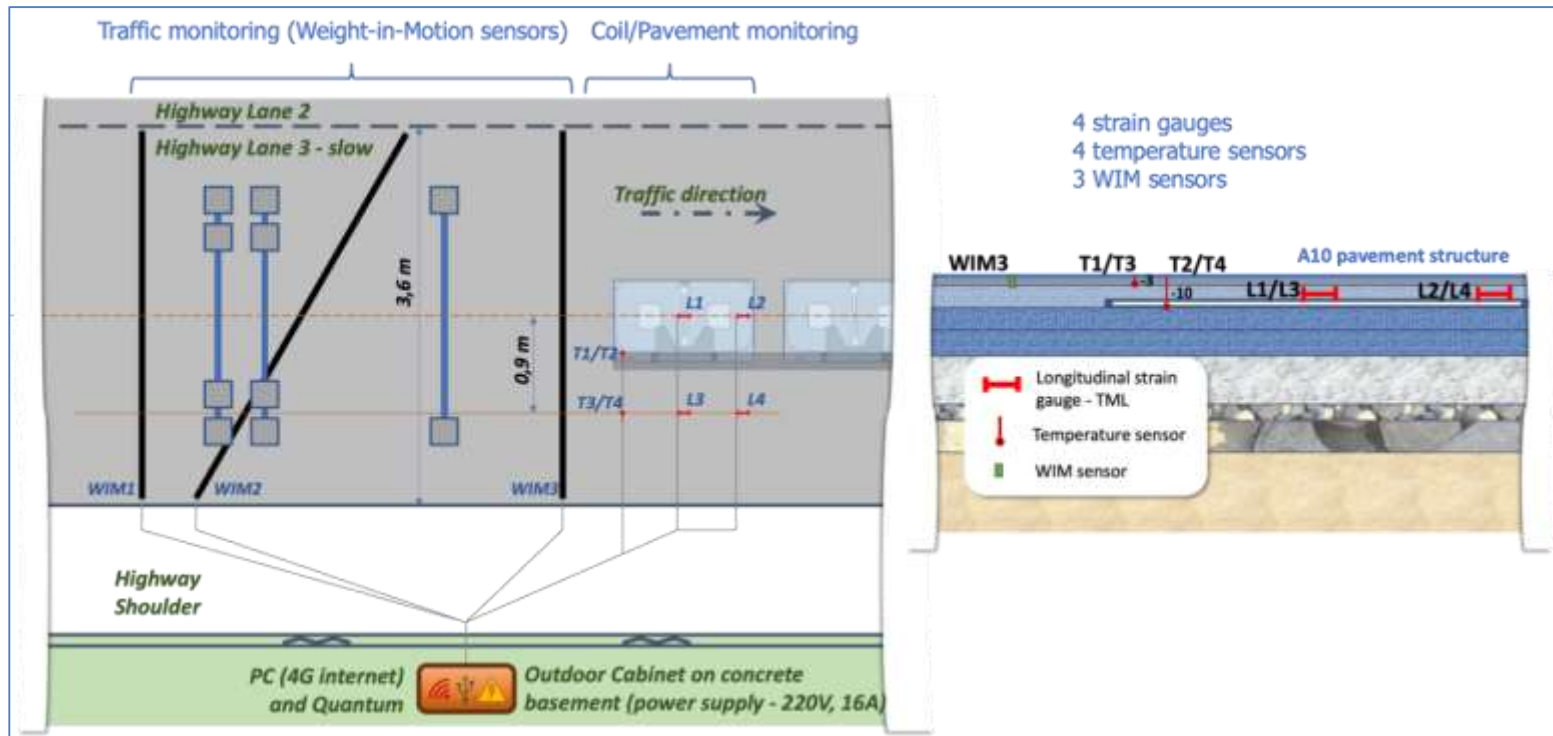 Traffic monitoring (Weight-in-Motion sensors)
Coil/Pavement monitoring
Highway Lane 2
Highway Lane 3 - slow
Traffic direction
3,6 m
0,9 m
L1
L2
T1/T2
T3/T4
L3
L4
WIM1
WIM2
WIM3
Highway
Shoulder
PC (4G internet)
and Quantum
Outdoor Cabinet on concrete
basement (power supply - 220V, 16A)
4 strain gauges
4 temperature sensors
3 WIM sensors
A10 pavement structure
WIM3
T1/T3
T2/T4
-3
-10
L1/L3
L2/L4
Longitudinal strain
gauge - TML
Temperature sensor
WIM sensor